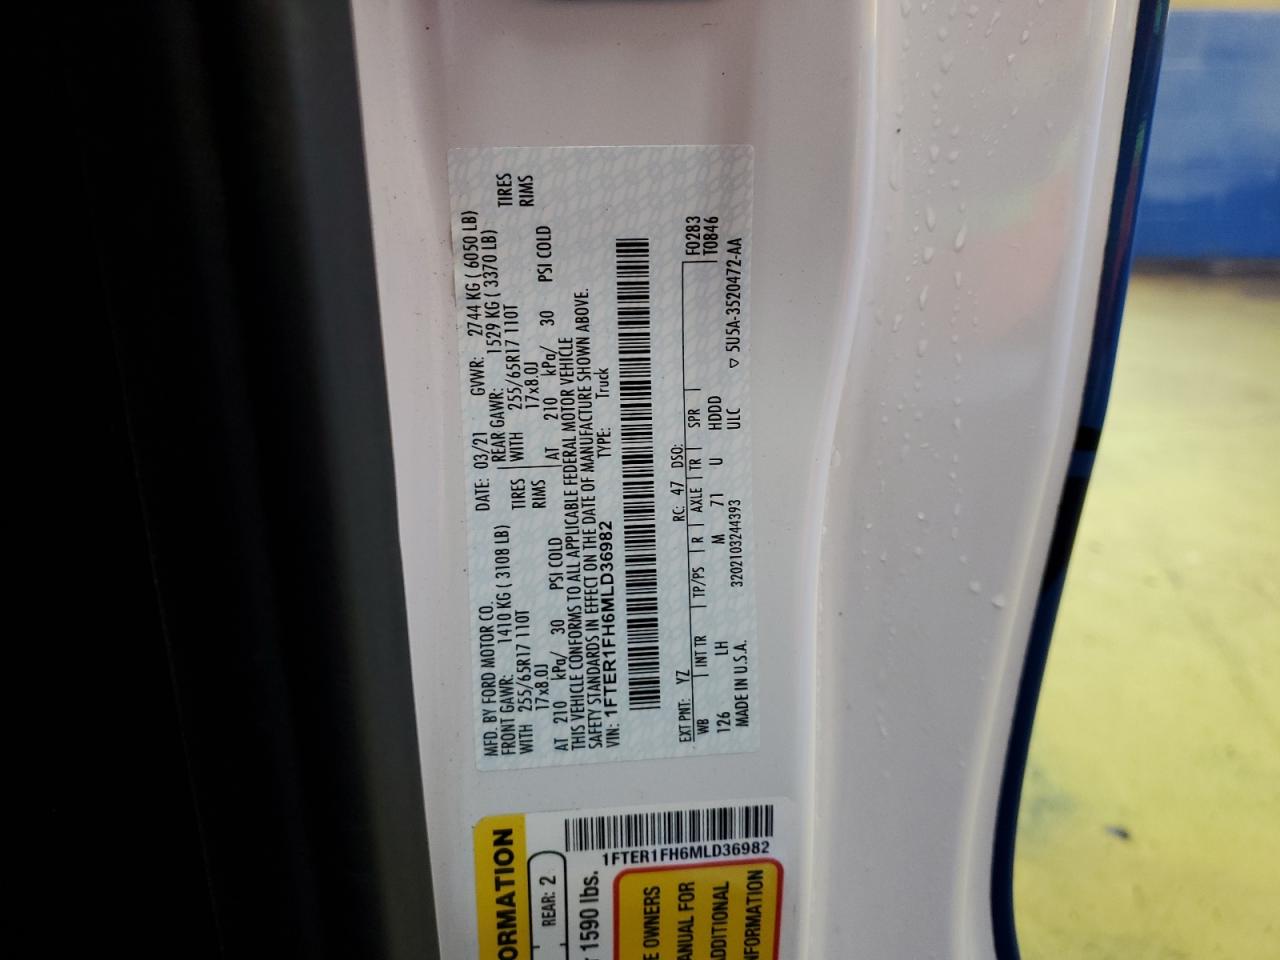 MFD. BY FORD MOTOR CO.
DATE: 03/21 GVWR: 2744 KG ( 6050 LB)
FRONT GAWR: 1410 KG ( 3108 LB) REAR GAWR: 1529 KG ( 3370 LB)
WITH 255/65R17 110T TIRES WITH 255/65R17 110T TIRES
17x8.0J RIMS 17x8.0J RIMS
AT 210 kPa/ 30 PSI COLD AT 210 kPa/ 30 PSI COLD
THIS VEHICLE CONFORMS TO ALL APPLICABLE FEDERAL MOTOR VEHICLE
SAFETY STANDARDS IN EFFECT ON THE DATE OF MANUFACTURE SHOWN ABOVE.
VIN: 1FTER1FH6MLD36982 TYPE: Truck
EXT PNT: YZ RC: 47 DSO: F0283
WB INT TR TP/PS R AXLE TR SPR T0846
126 LH M 71 U HDDD
MADE IN U.S.A. 3202103244393 ULC ▽ 5U5A-3520472-AA
ORMATION
REAR: 2
1590 lbs.
1FTER1FH6MLD36982
E OWNERS
ANUAL FOR
ADDITIONAL
NFORMATION